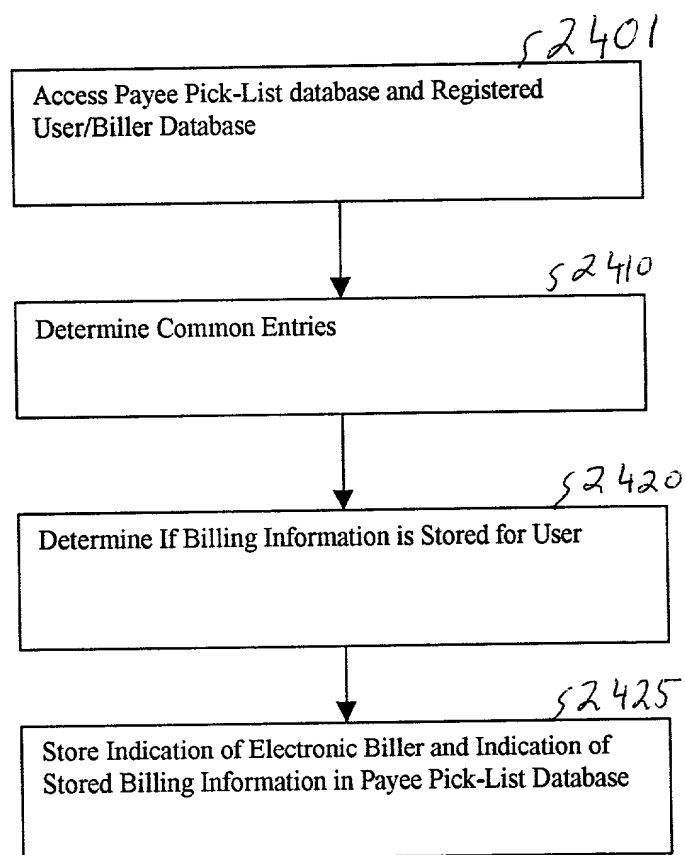 s2401
Access Payee Pick-List database and Registered
User/Biller Database
s2410
Determine Common Entries
s2420
Determine If Billing Information is Stored for User
s2425
Store Indication of Electronic Biller and Indication of
Stored Billing Information in Payee Pick-List Database